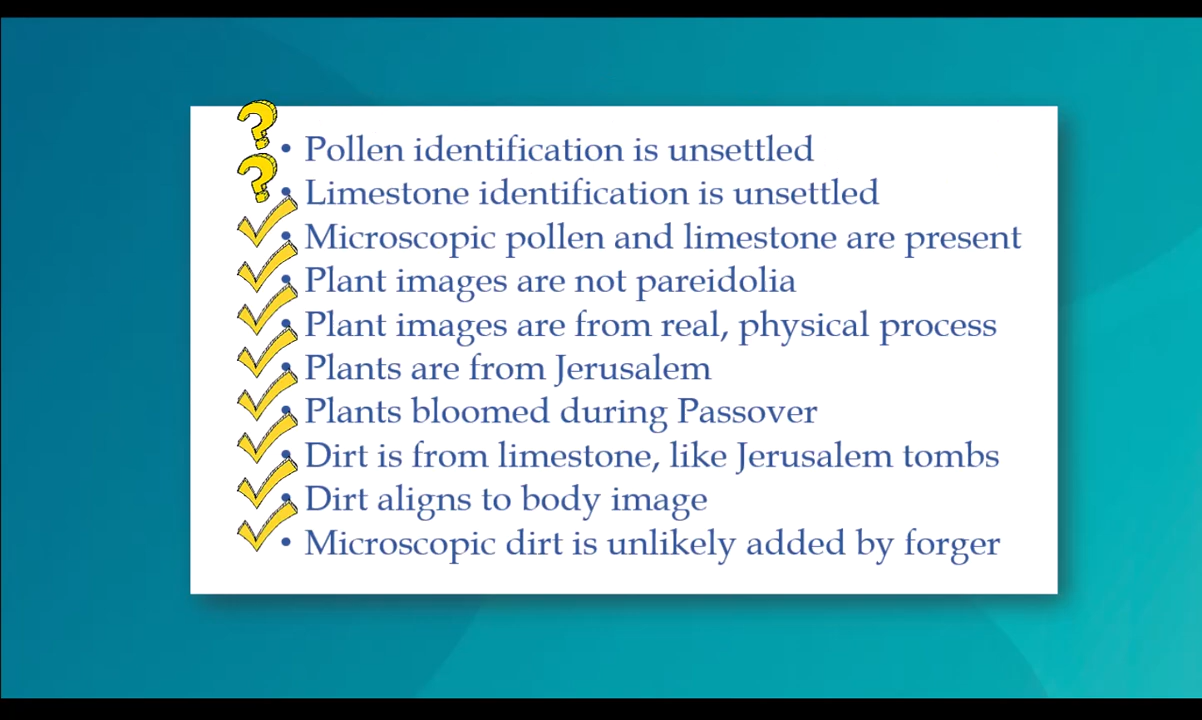 • Pollen identification is unsettled
• Limestone identification is unsettled
• Microscopic pollen and limestone are present
• Plant images are not pareidolia
• Plant images are from real, physical process
• Plants are from Jerusalem
• Plants bloomed during Passover
• Dirt is from limestone, like Jerusalem tombs
• Dirt aligns to body image
• Microscopic dirt is unlikely added by forger